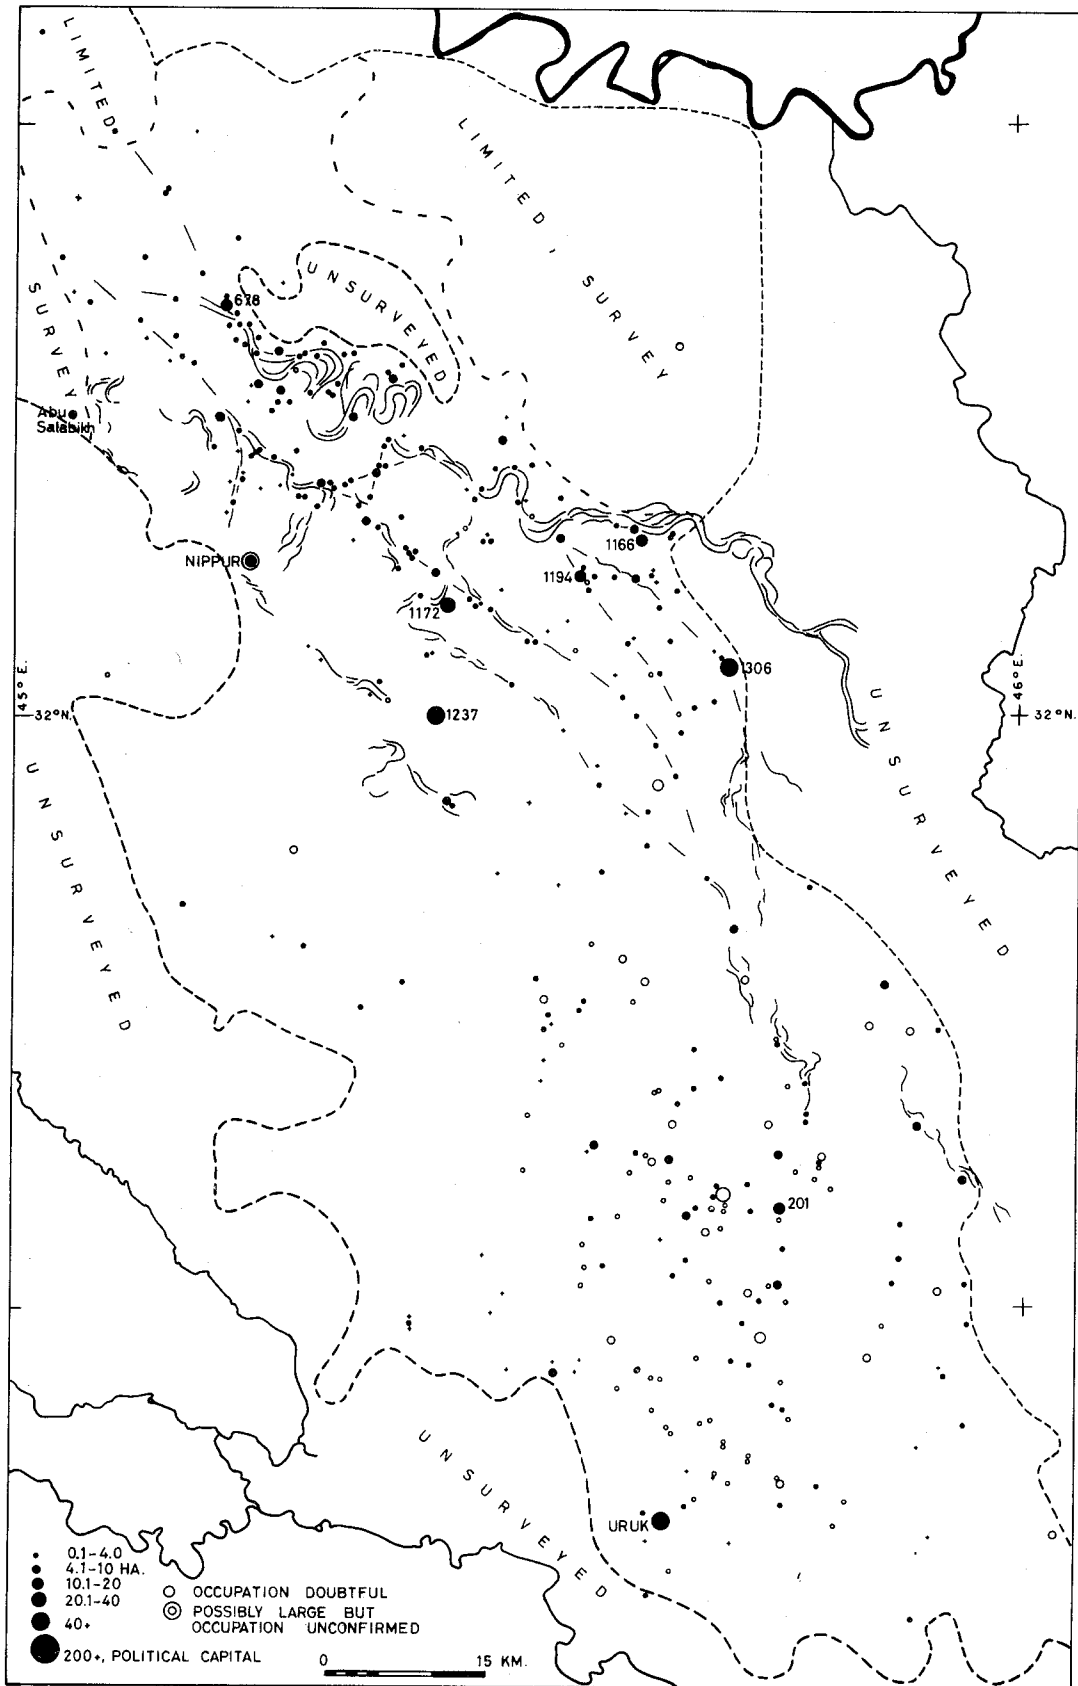 LIMITED
SURVEY
LIMITED SURVEY
UNSURVEYED
678
Abu
Salabikh
NIPPUR
1166
1194
1172
1306
1237
45° E.
32° N.
46° E.
32° N.
UNSURVEYED
UNSURVEYED
201
UNSURVEYED
URUK
0.1-4.0
4.1-10 HA.
10.1-20
20.1-40
40+
200+, POLITICAL CAPITAL
OCCUPATION DOUBTFUL
POSSIBLY LARGE BUT
OCCUPATION UNCONFIRMED
0 15 KM.